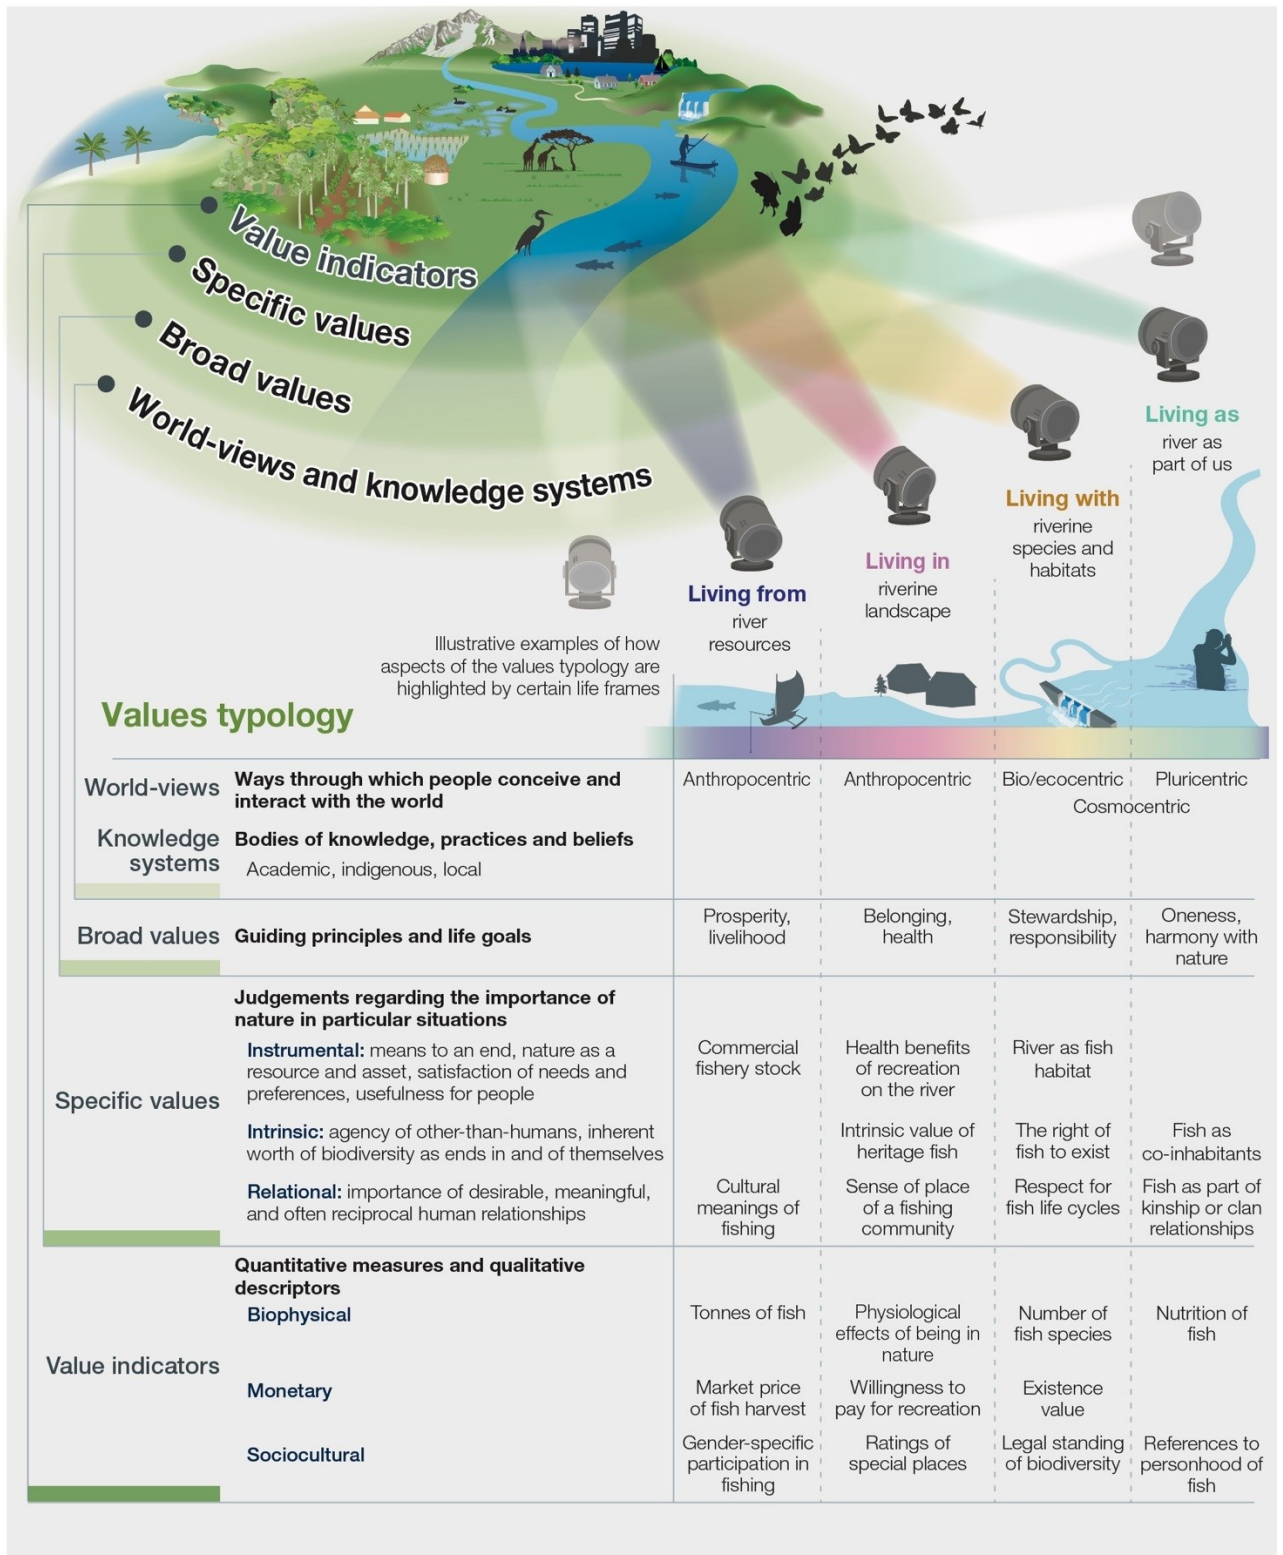 Value indicators
Specific values
Broad values
World-views and knowledge systems
Living as
river as
part of us
Living with
riverine
species and
habitats
Living in
riverine
landscape
Living from
river
resources
Illustrative examples of how
aspects of the values typology are
highlighted by certain life frames
Values typology
World-views
Ways through which people conceive and
interact with the world
Anthropocentric
Anthropocentric
Bio/ecocentric
Pluricentric
Cosmocentric
Knowledge
systems
Bodies of knowledge, practices and beliefs
Academic, indigenous, local
Broad values
Guiding principles and life goals
Prosperity,
livelihood
Belonging,
health
Stewardship,
responsibility
Oneness,
harmony with
nature
Specific values
Judgements regarding the importance of
nature in particular situations
Instrumental: means to an end, nature as a
resource and asset, satisfaction of needs and
preferences, usefulness for people
Commercial
fishery stock
Health benefits
of recreation
on the river
River as fish
habitat
Intrinsic: agency of other-than-humans, inherent
worth of biodiversity as ends in and of themselves
Intrinsic value of
heritage fish
The right of
fish to exist
Fish as
co-inhabitants
Relational: importance of desirable, meaningful,
and often reciprocal human relationships
Cultural
meanings of
fishing
Sense of place
of a fishing
community
Respect for
fish life cycles
Fish as part of
kinship or clan
relationships
Value indicators
Quantitative measures and qualitative
descriptors
Biophysical
Tonnes of fish
Physiological
effects of being in
nature
Number of
fish species
Nutrition of
fish
Monetary
Market price
of fish harvest
Willingness to
pay for recreation
Existence
value
Sociocultural
Gender-specific
participation in
fishing
Ratings of
special places
Legal standing
of biodiversity
References to
personhood of
fish